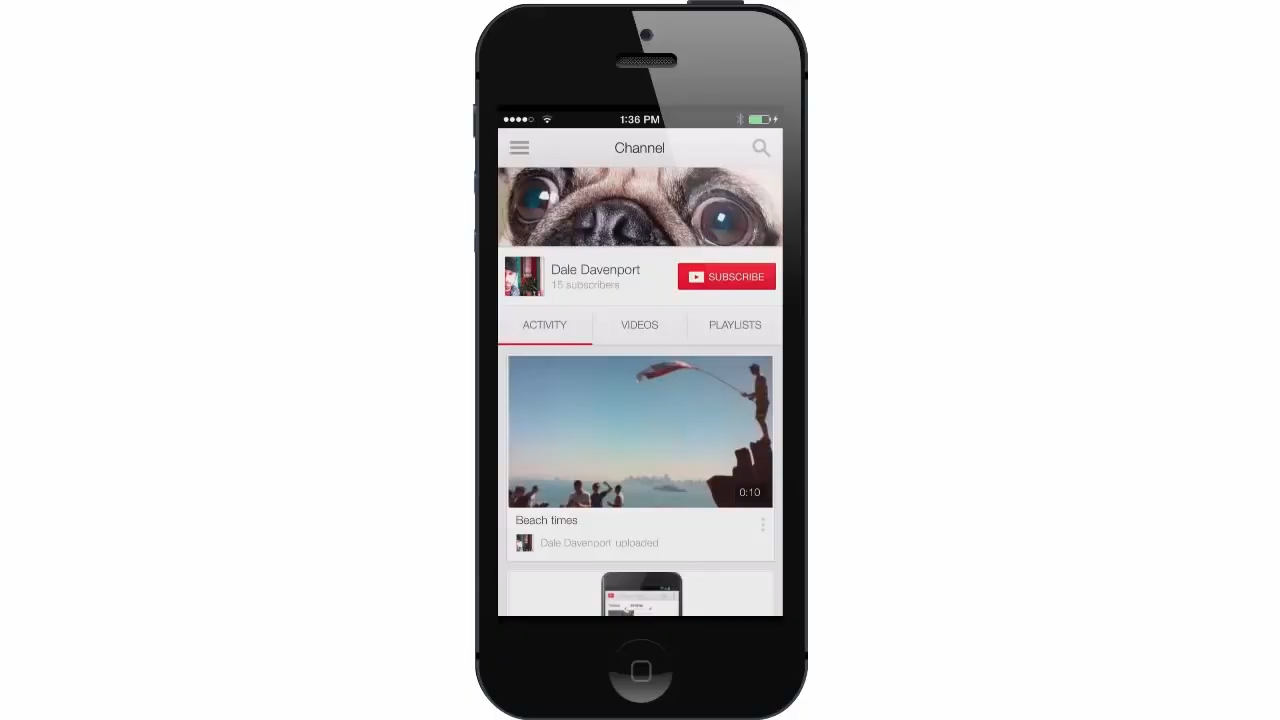 1:36 PM
Channel
Dale Davenport
15 subscribers
SUBSCRIBE
ACTIVITY
VIDEOS
PLAYLISTS
0:10
Beach times
Dale Davenport uploaded